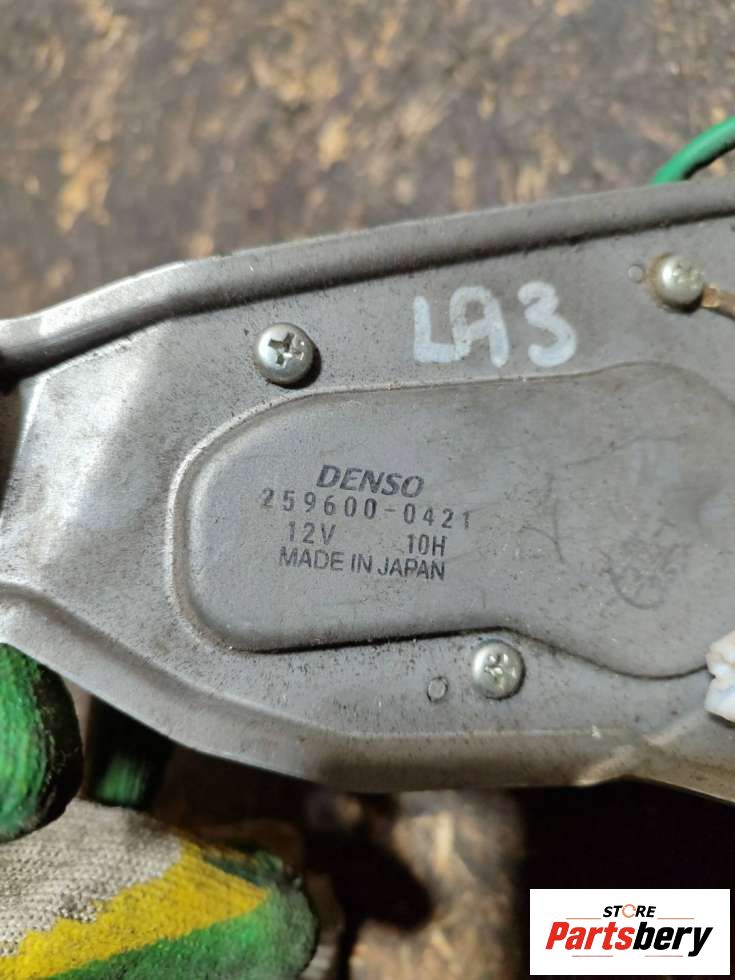 LA3
DENSO
259600-0421
12V 10H
MADE IN JAPAN
STORE
Partsbery